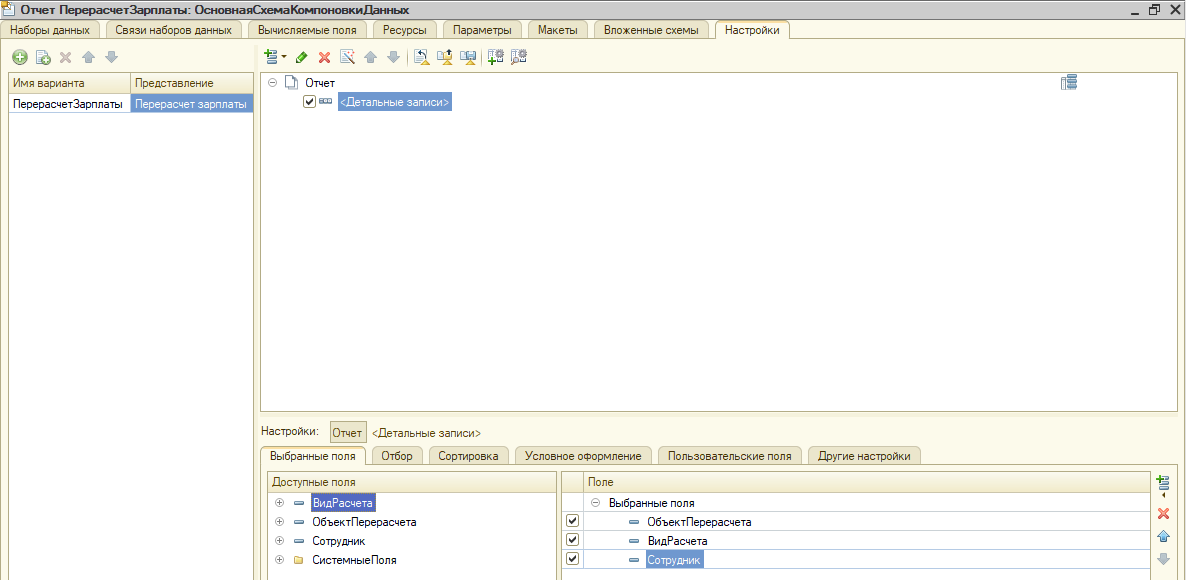 Отчет ПерерасчетЗарплаты: ОсновнаяСхемаКомпоновкиДанных
Наборы данных Связи наборов данных Вычисляемые поля Ресурсы Параметры Макеты Вложенные схемы Настройки
Имя варианта Представление
ПерерасчетЗарплаты Перерасчет зарплаты
Отчет
<Детальные записи>
Настройки: Отчет <Детальные записи>
Выбранные поля Отбор Сортировка Условное оформление Пользовательские поля Другие настройки
Доступные поля
ВидРасчета
ОбъектПерерасчета
Сотрудник
СистемныеПоля
Поле
Выбранные поля
ОбъектПерерасчета
ВидРасчета
Сотрудник